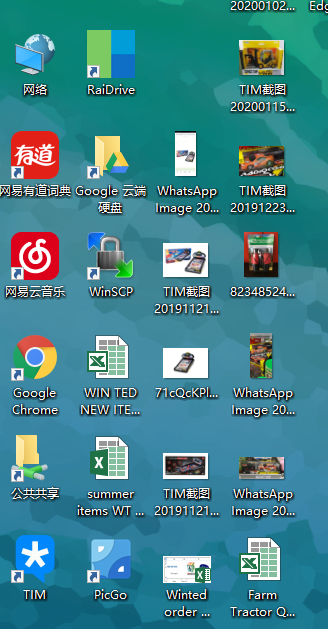 20200102...
Edg
网络
RaiDrive
TIM截图
20200115...
有道
网易有道词典
Google 云端
硬盘
WhatsApp
Image 20...
TIM截图
20191223...
网易云音乐
WinSCP
TIM截图
20191121...
82348524...
Google
Chrome
WIN TED
NEW ITE...
71cQcKPl...
WhatsApp
Image 20...
公共共享
summer
items WT ...
TIM截图
20191121...
WhatsApp
Image 20...
TIM
PicGo
Winted
order ...
Farm
Tractor Q...